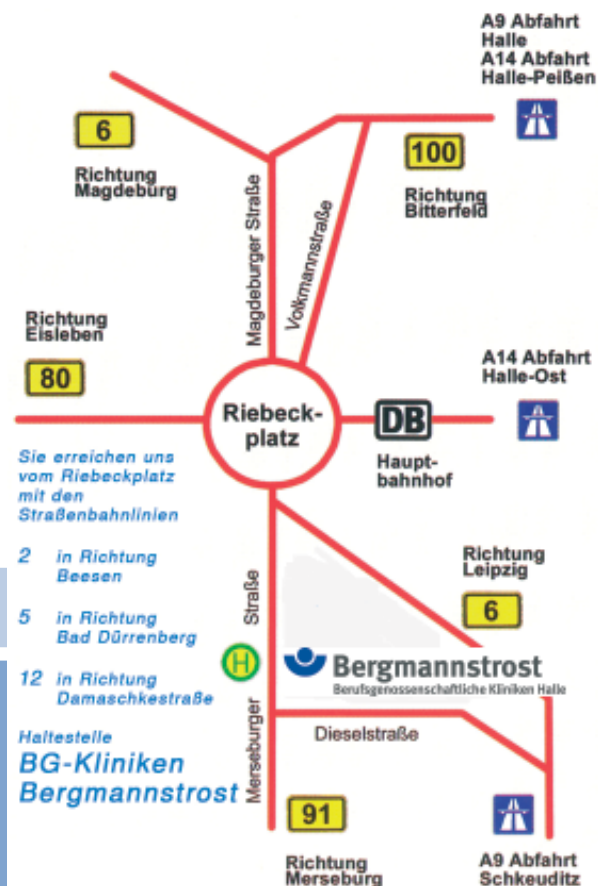 A9 Abfahrt
Halle
A14 Abfahrt
Halle-Peißen
6
Richtung
Magdeburg
100
Richtung
Bitterfeld
Magdeburger Straße
Volkmannstraße
Richtung
Eisleben
80
Riebeck-
platz
DB
Haupt-
bahnhof
A14 Abfahrt
Halle-Ost
Sie erreichen uns
vom Riebeckplatz
mit den
Straßenbahnlinien
2 in Richtung
Beesen
5 in Richtung
Bad Dürrenberg
12 in Richtung
Damaschkestraße
Haltestelle
BG-Kliniken
Bergmannstrost
Merseburger Straße
H
Richtung
Leipzig
6
Bergmannstrost
Berufsgenossenschaftliche Kliniken Halle
Dieselstraße
91
Richtung
Merseburg
A9 Abfahrt
Schkeuditz